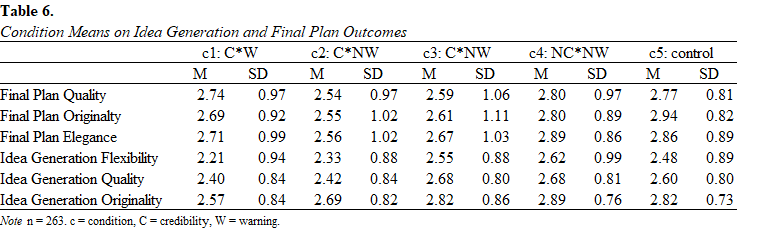 Table 6.
Condition Means on Idea Generation and Final Plan Outcomes
c1: C*W c2: C*NW c3: C*NW c4: NC*NW c5: control
M SD M SD M SD M SD M SD
Final Plan Quality 2.74 0.97 2.54 0.97 2.59 1.06 2.80 0.97 2.77 0.81
Final Plan Originalty 2.69 0.92 2.55 1.02 2.61 1.11 2.80 0.89 2.94 0.82
Final Plan Elegance 2.71 0.99 2.56 1.02 2.67 1.03 2.89 0.86 2.86 0.89
Idea Generation Flexibility 2.21 0.94 2.33 0.88 2.55 0.88 2.62 0.99 2.48 0.89
Idea Generation Quality 2.40 0.84 2.42 0.84 2.68 0.80 2.68 0.81 2.60 0.80
Idea Generation Originality 2.57 0.84 2.69 0.82 2.82 0.86 2.89 0.76 2.82 0.73
Note n = 263. c = condition, C = credibility, W = warning.